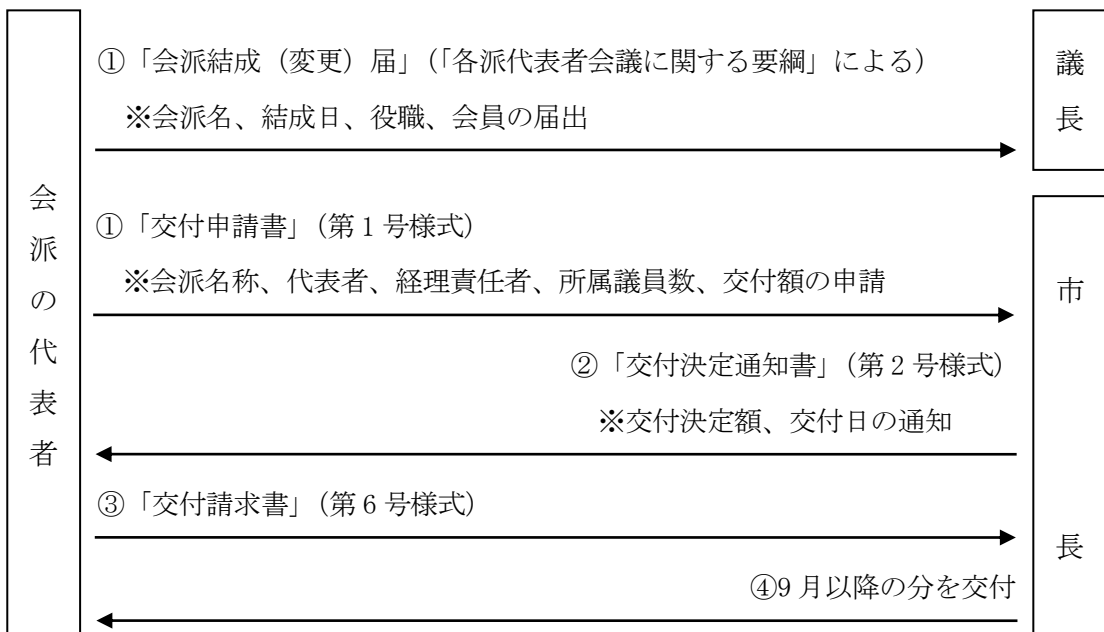 会派の代表者
議長
①「会派結成（変更）届」（「各派代表者会議に関する要綱」による）
※会派名、結成日、役職、会員の届出
市長
①「交付申請書」（第1号様式）
※会派名称、代表者、経理責任者、所属議員数、交付額の申請
②「交付決定通知書」（第2号様式）
※交付決定額、交付日の通知
③「交付請求書」（第6号様式）
④9月以降の分を交付